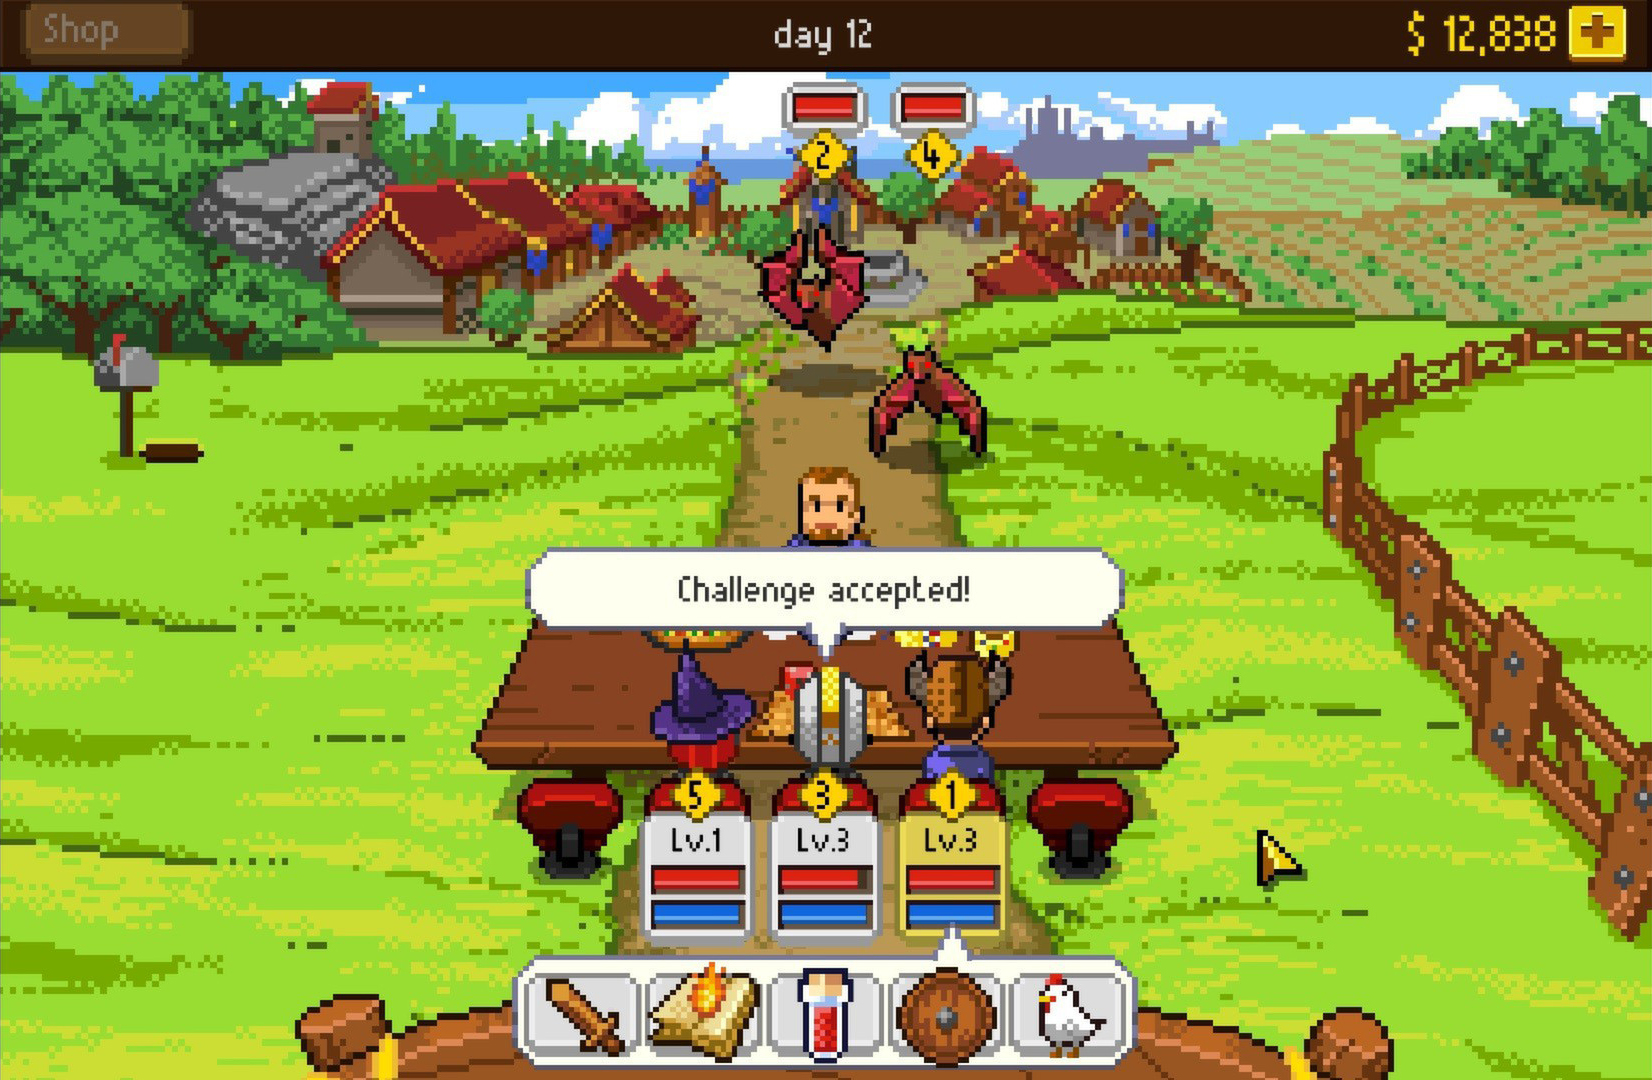 Shop
day 12
$ 12,838
2
4
Challenge accepted!
5
3
1
Lv.1
Lv.3
Lv.3